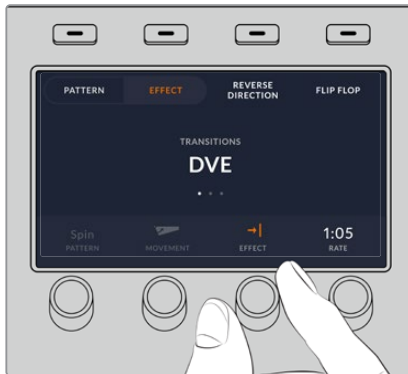 PATTERN
EFFECT
REVERSE
DIRECTION
FLIP FLOP
TRANSITIONS
DVE
Spin
PATTERN
MOVEMENT
EFFECT
1:05
RATE